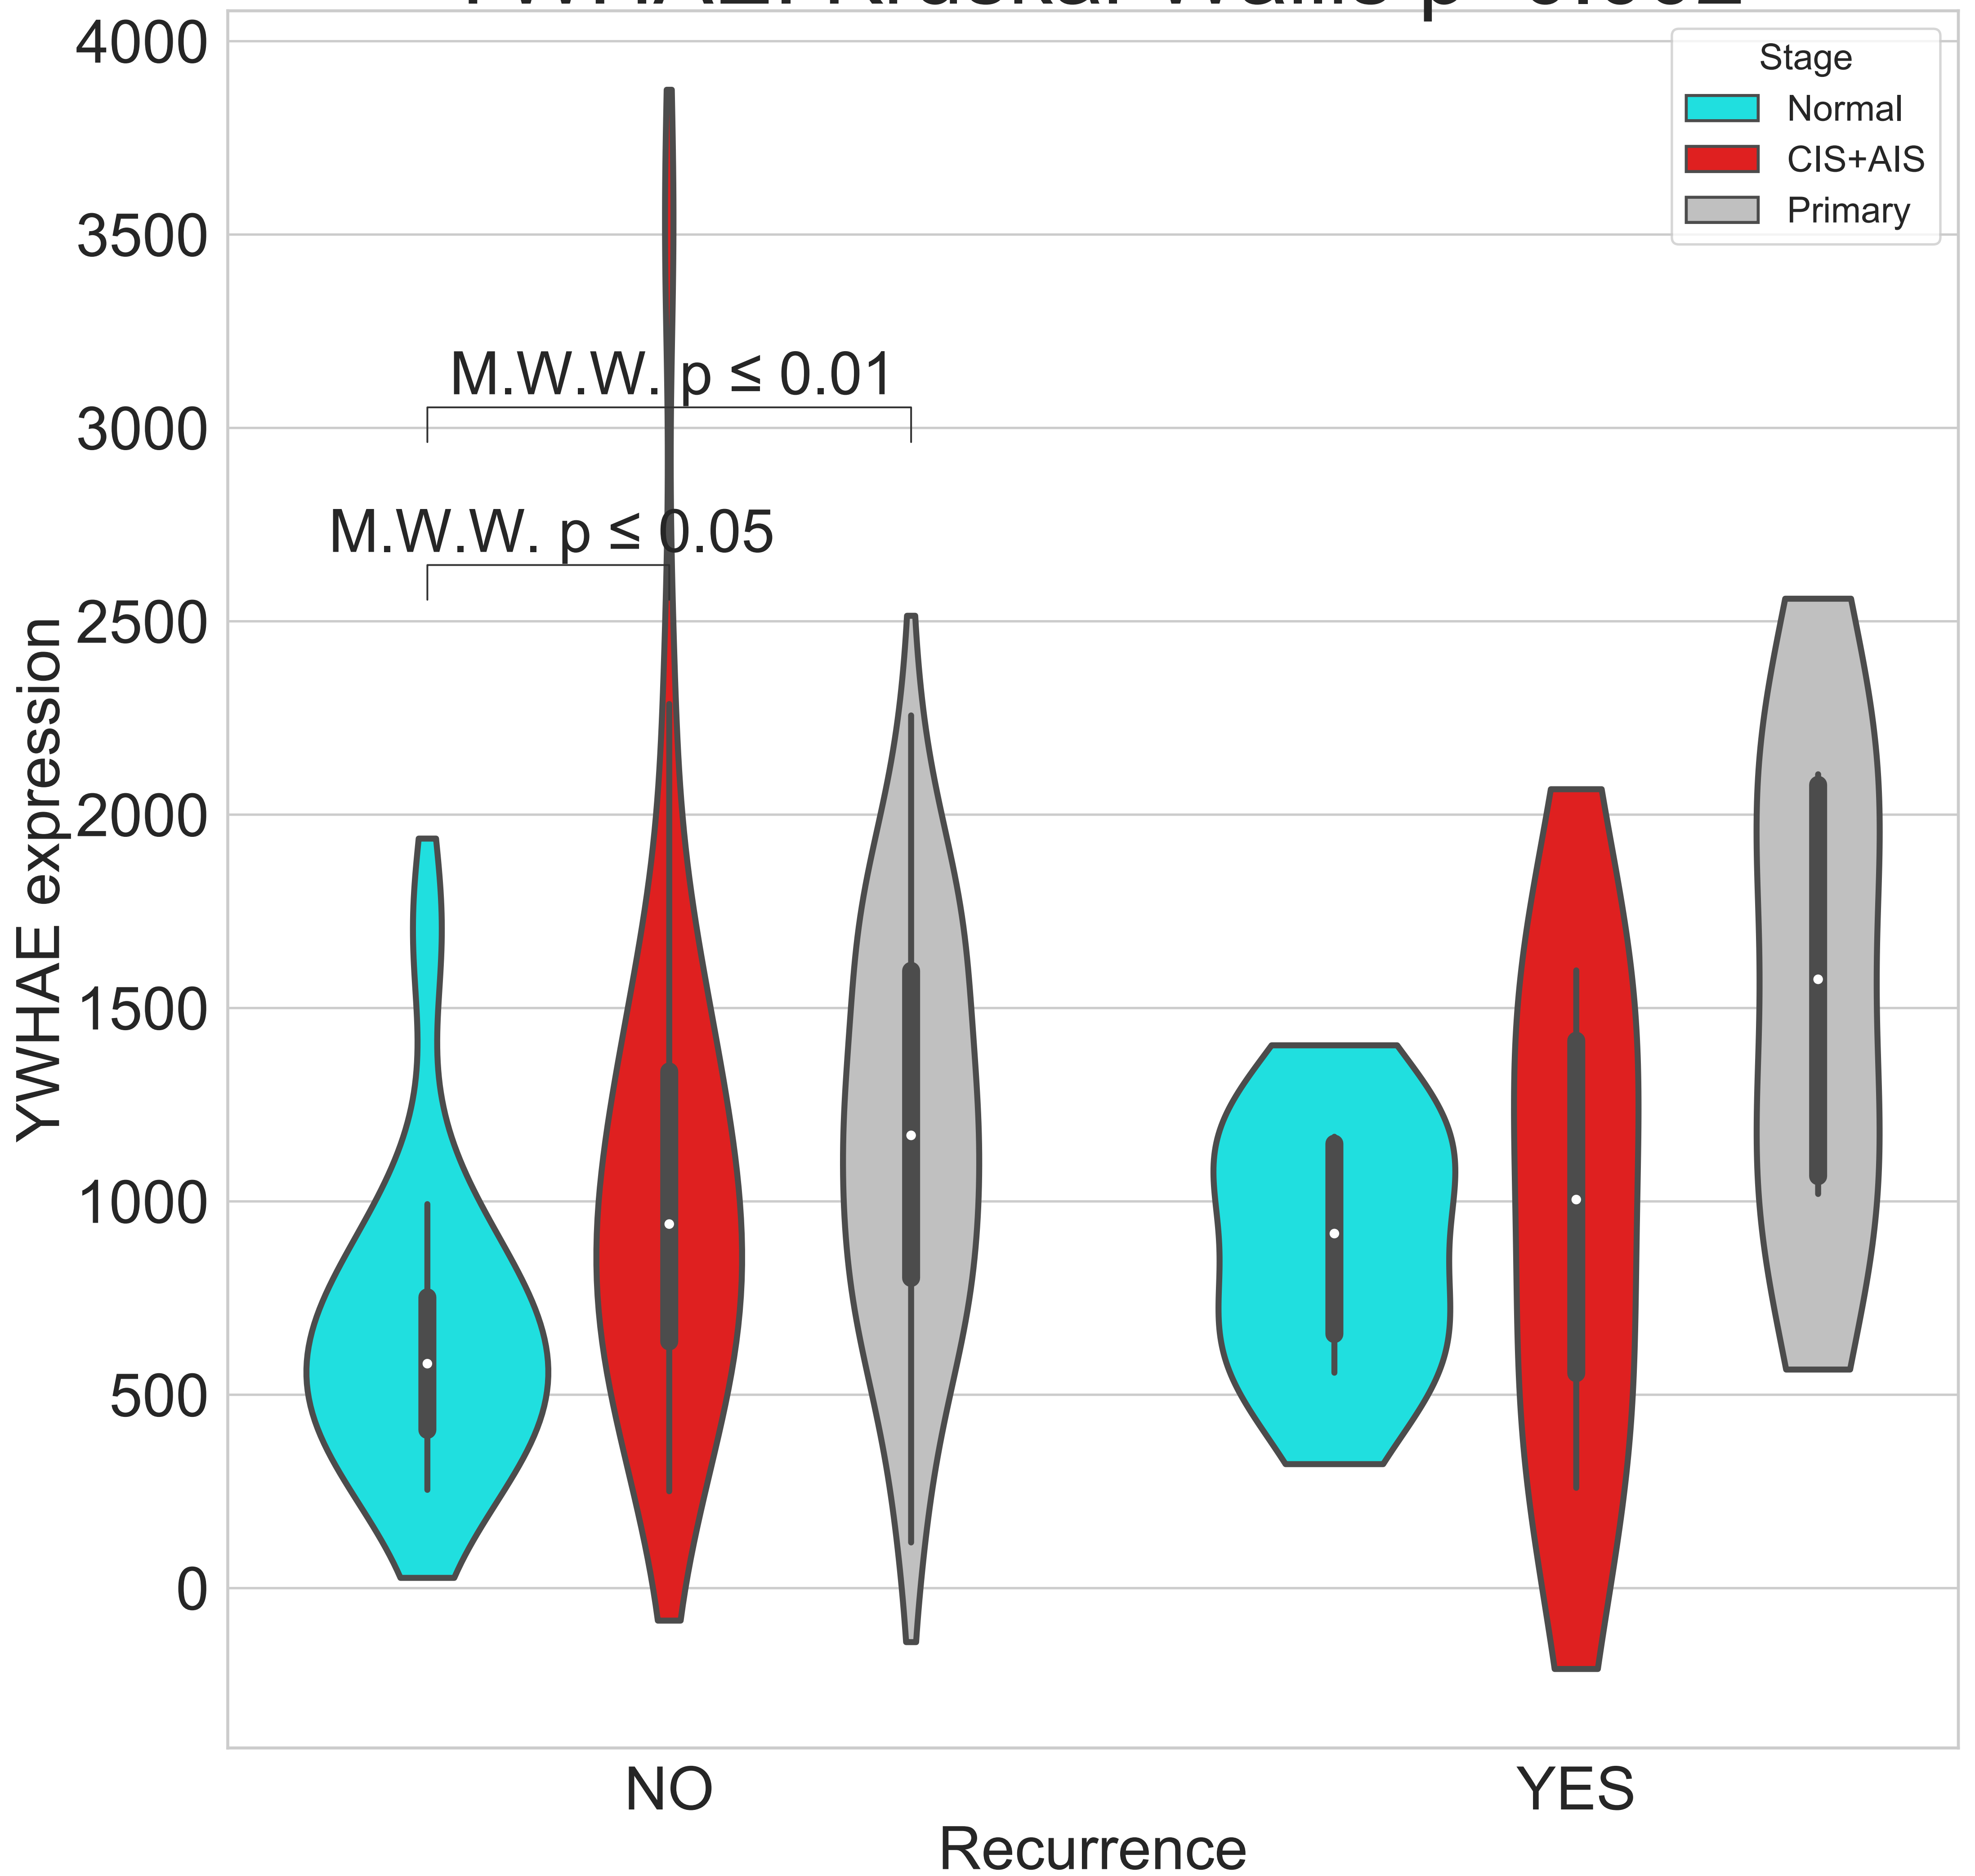 4000
3500
3000
2500
2000
1500
1000
500
0
YWHAE expression
Stage
Normal
CIS+AIS
Primary
M.W.W. p ≤ 0.01
M.W.W. p ≤ 0.05
NO
YES
Recurrence